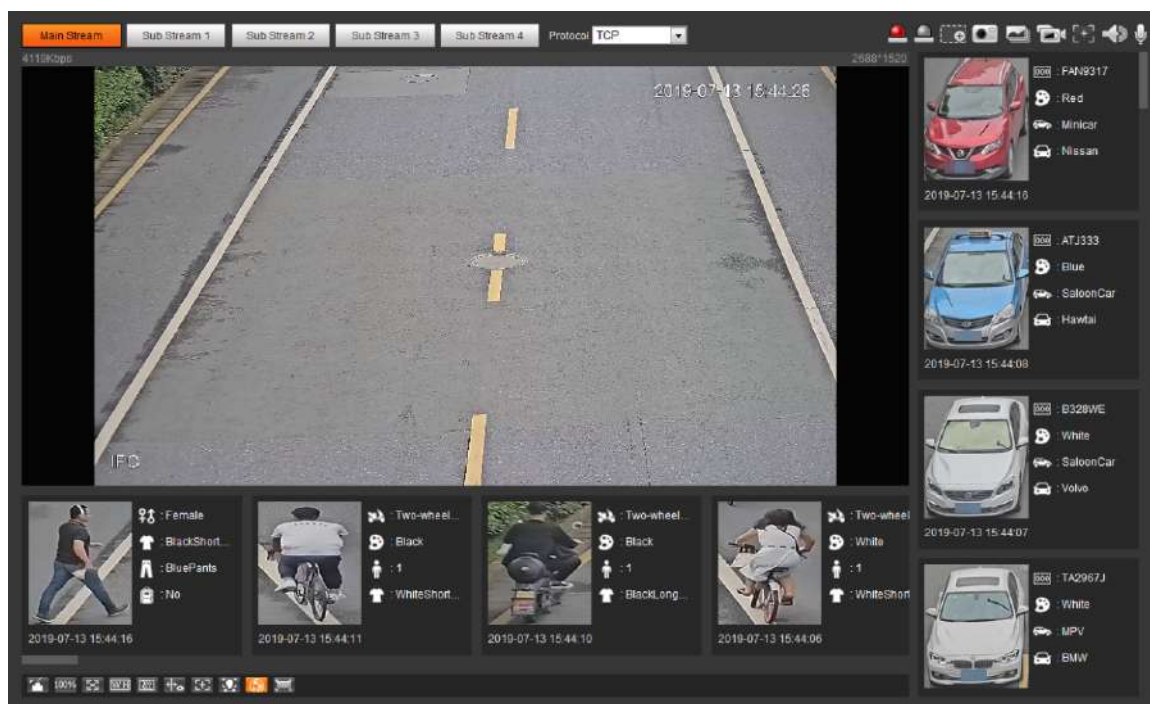 Main Stream
Sub Stream 1
Sub Stream 2
Sub Stream 3
Sub Stream 4
Protocol TCP
4119Kbps
2688*1520
2019-07-13 15:44:26
IPC
: FAN9317
: Red
: Minicar
: Nissan
2019-07-13 15:44:16
: ATJ333
: Blue
: SaloonCar
: Hawtai
2019-07-13 15:44:08
: B328WE
: White
: SaloonCar
: Volvo
2019-07-13 15:44:07
: TA2967J
: White
: MPV
: BMW
: Female
: BlackShort...
: BluePants
: No
2019-07-13 15:44:16
: Two-wheel...
: Black
: 1
: WhiteShort...
2019-07-13 15:44:11
: Two-wheel...
: Black
: 1
: BlackLong...
2019-07-13 15:44:10
: Two-wheel
: White
: 1
: WhiteShort
2019-07-13 15:44:06
100%
W:H